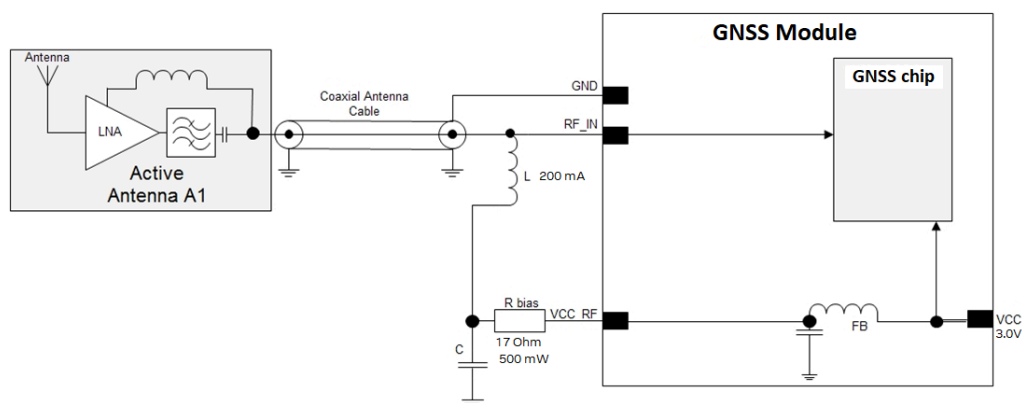 GNSS Module
Antenna
GNSS chip
GND
Coaxial Antenna
Cable
LNA
RF_IN
Active
Antenna A1
L 200 mA
R bias
VCC_RF
FB
VCC
3.0V
17 Ohm
500 mW
C